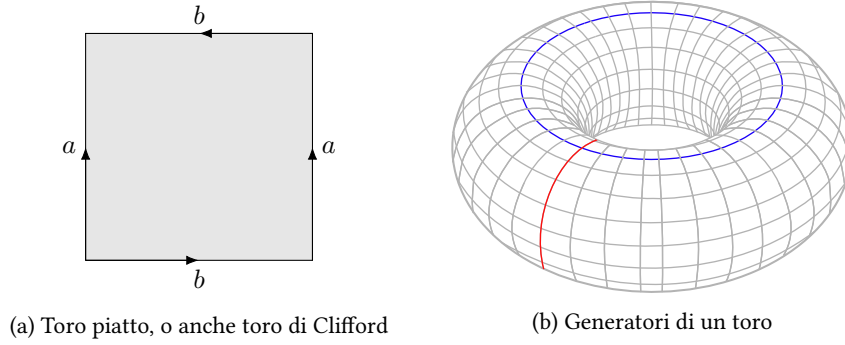 b
a
a
b
(a) Toro piatto, o anche toro di Clifford
(b) Generatori di un toro